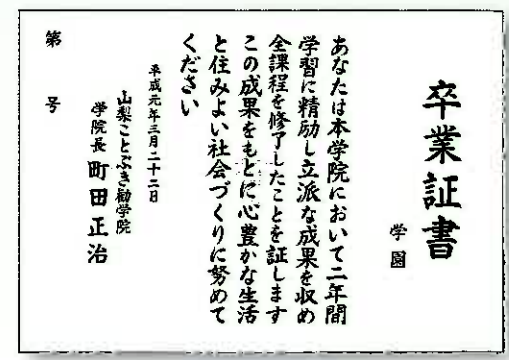 卒業証書
学園
あなたは本学院において二年間
学習に精励し立派な成果を収め
全課程を修了したことを証します
この成果をもとに心豊かな生活
と住みよい社会づくりに努めて
ください
平成元年三月二十二日
山梨ことぶき勧学院
学院長 町田正治
第 号